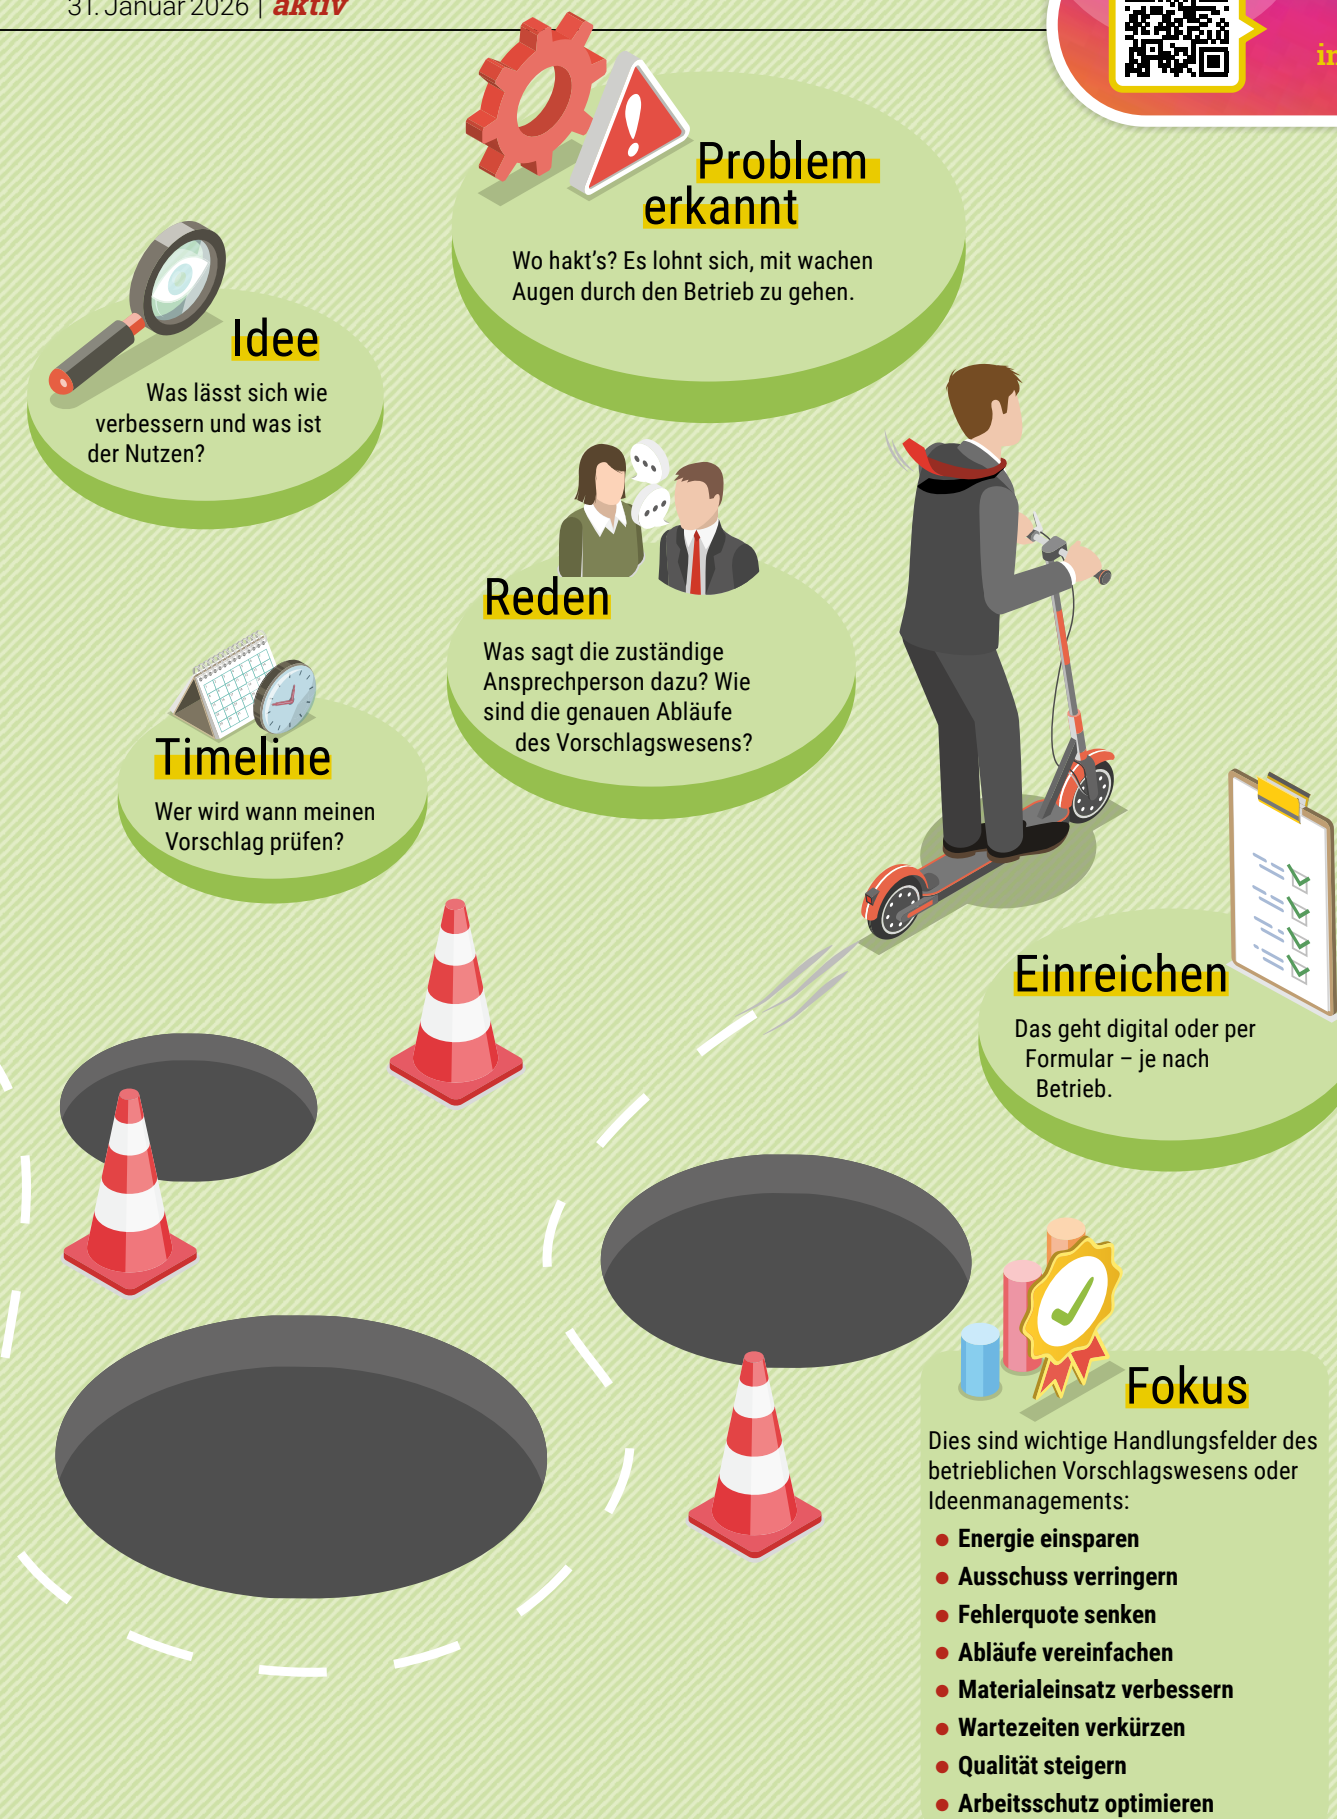 31. Januar 2026 | aktiv
Problem
erkannt
Wo hakt's? Es lohnt sich, mit wachen
Augen durch den Betrieb zu gehen.
Idee
Was lässt sich wie
verbessern und was ist
der Nutzen?
Reden
Was sagt die zuständige
Ansprechperson dazu? Wie
sind die genauen Abläufe
des Vorschlagswesens?
Timeline
Wer wird wann meinen
Vorschlag prüfen?
Einreichen
Das geht digital oder per
Formular – je nach
Betrieb.
Fokus
Dies sind wichtige Handlungsfelder des
betrieblichen Vorschlagswesens oder
Ideenmanagements:
● Energie einsparen
● Ausschuss verringern
● Fehlerquote senken
● Abläufe vereinfachen
● Materialeinsatz verbessern
● Wartezeiten verkürzen
● Qualität steigern
● Arbeitsschutz optimieren